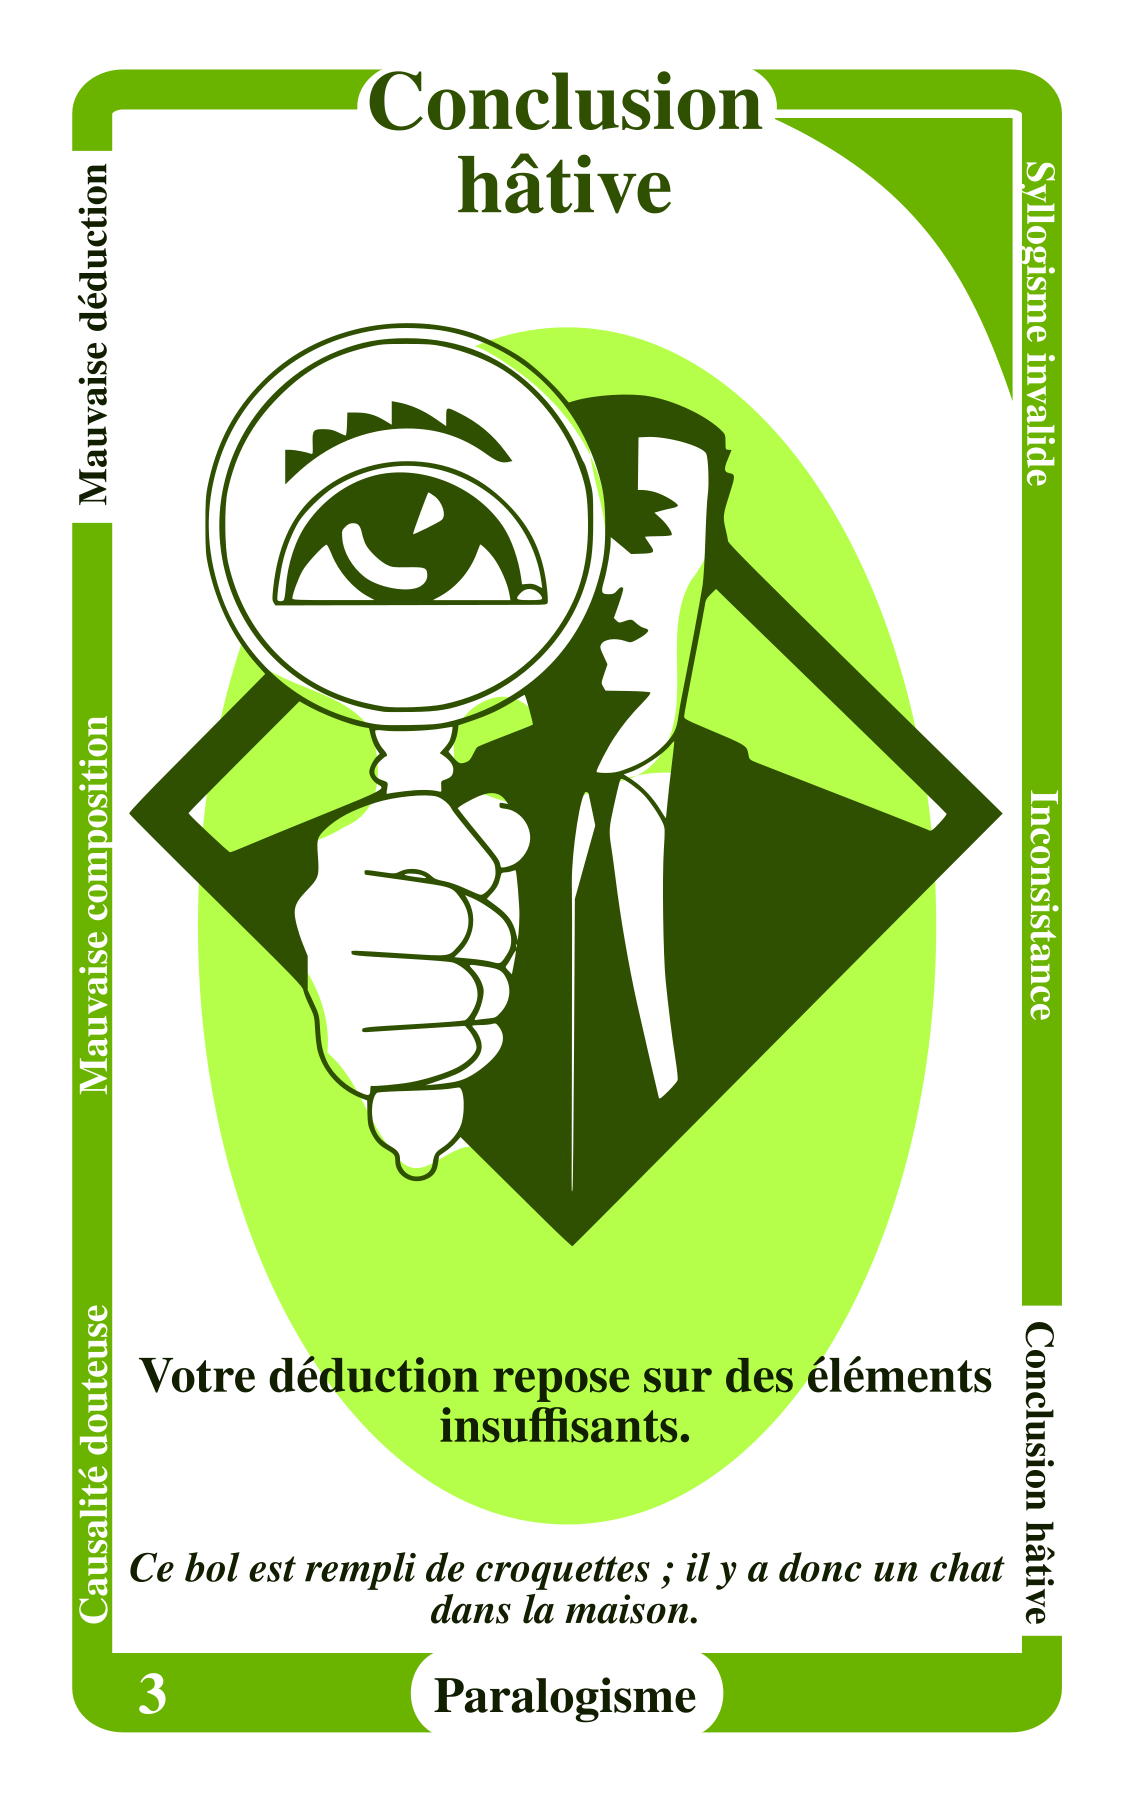 Conclusion
hâtive
Mauvaise déduction
Mauvaise composition
Causalité douteuse
Syllogisme invalide
Inconsistance
Conclusion hâtive
Votre déduction repose sur des éléments
insuffisants.
Ce bol est rempli de croquettes ; il y a donc un chat
dans la maison.
3
Paralogisme